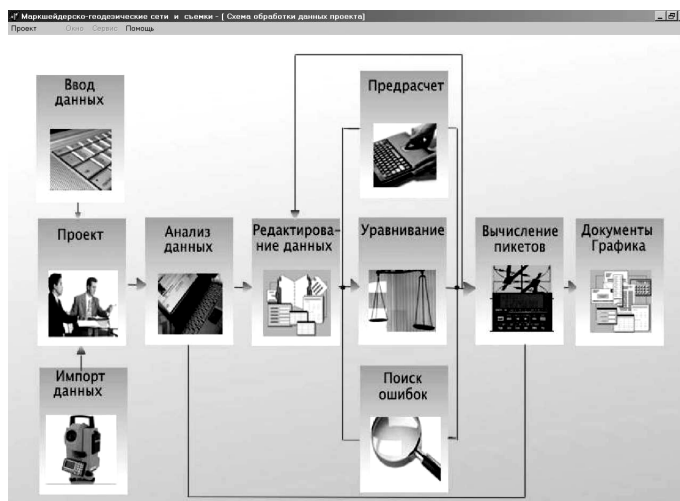 Маркшейдерско-геодезические сети и съемки - [ Схема обработки данных проекта]
Проект Окна Сервис Помощь
Ввод
данных
Предрасчет
Проект
Анализ
данных
Редактирова-
ние данных
Уравнивание
Вычисление
пикетов
Документы
Графика
Импорт
данных
Поиск
ошибок